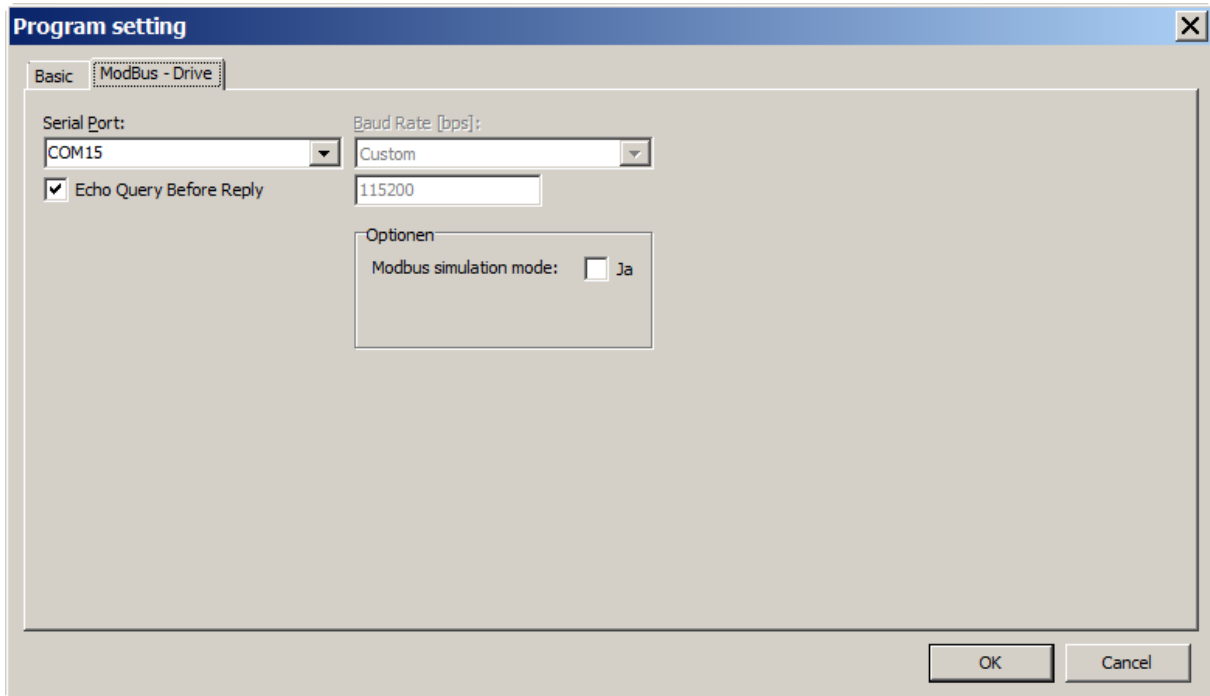 Program setting
Basic
ModBus - Drive
Serial Port:
Baud Rate [bps]:
COM15
Custom
Echo Query Before Reply
115200
Optionen
Modbus simulation mode:
Ja
OK
Cancel